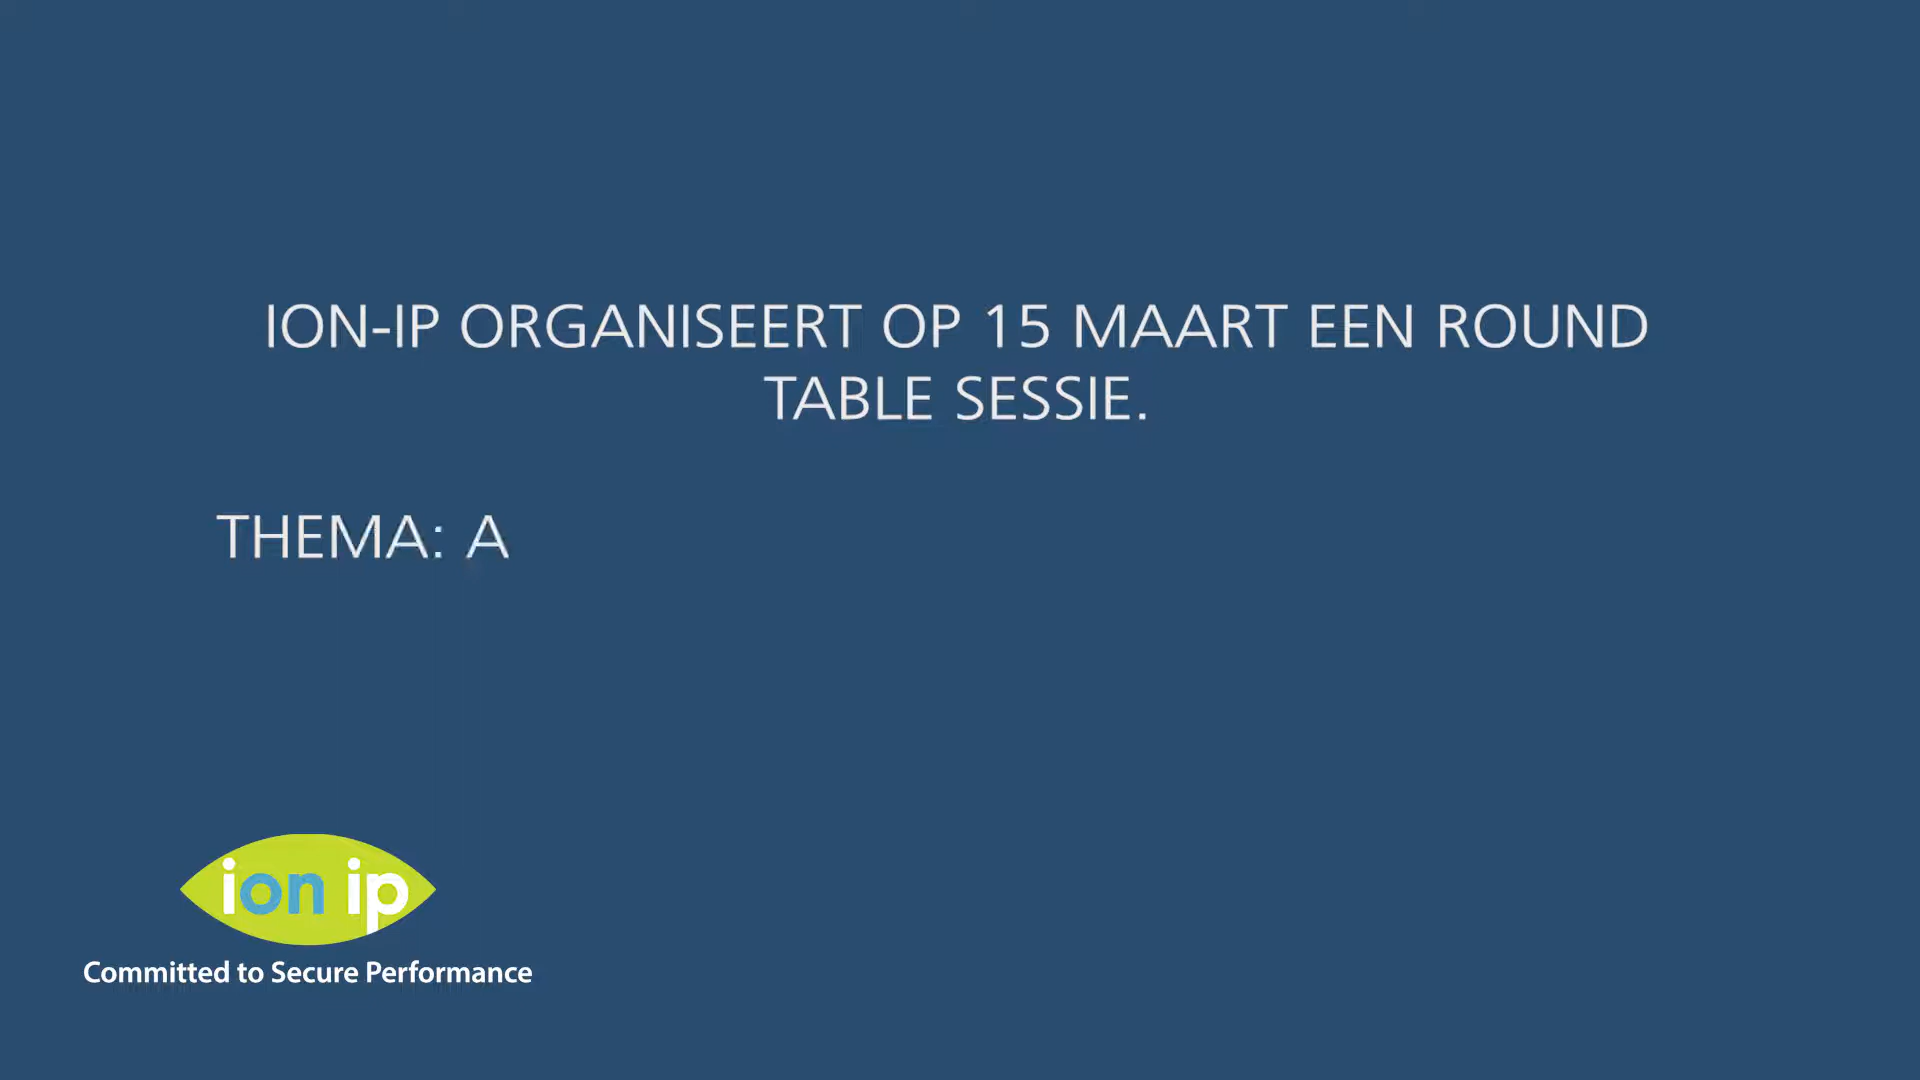 ION-IP ORGANISEERT OP 15 MAART EEN ROUND
TABLE SESSIE.
THEMA: A
ion ip
Committed to Secure Performance